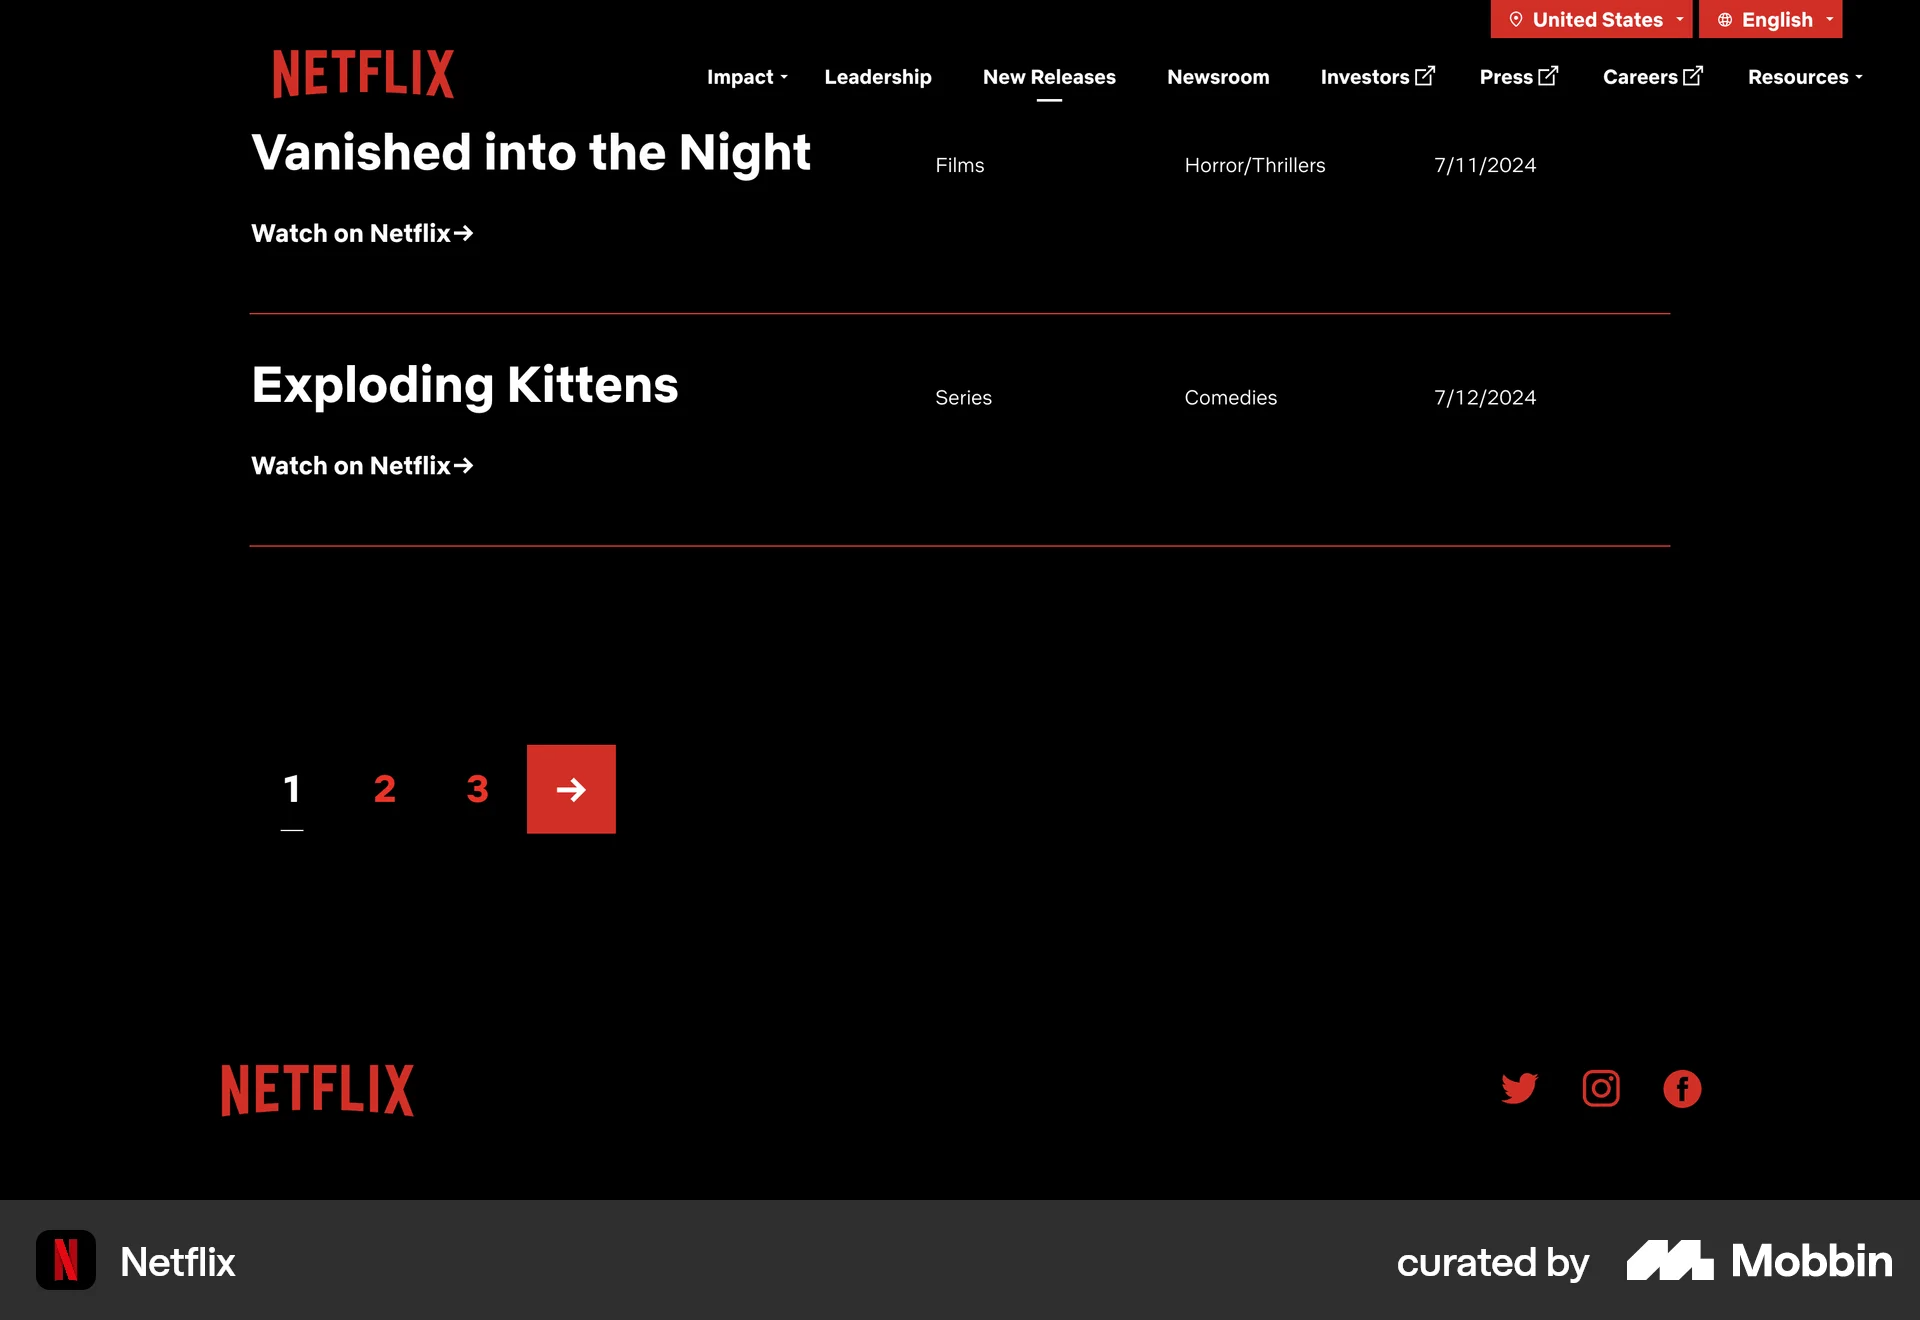 United States English
NETFLIX Impact Leadership New Releases Newsroom Investors Press Careers Resources
Vanished into the Night Films Horror/Thrillers 7/11/2024
Watch on Netflix→
Exploding Kittens Series Comedies 7/12/2024
Watch on Netflix→
1 2 3 →
NETFLIX
N Netflix curated by Mobbin